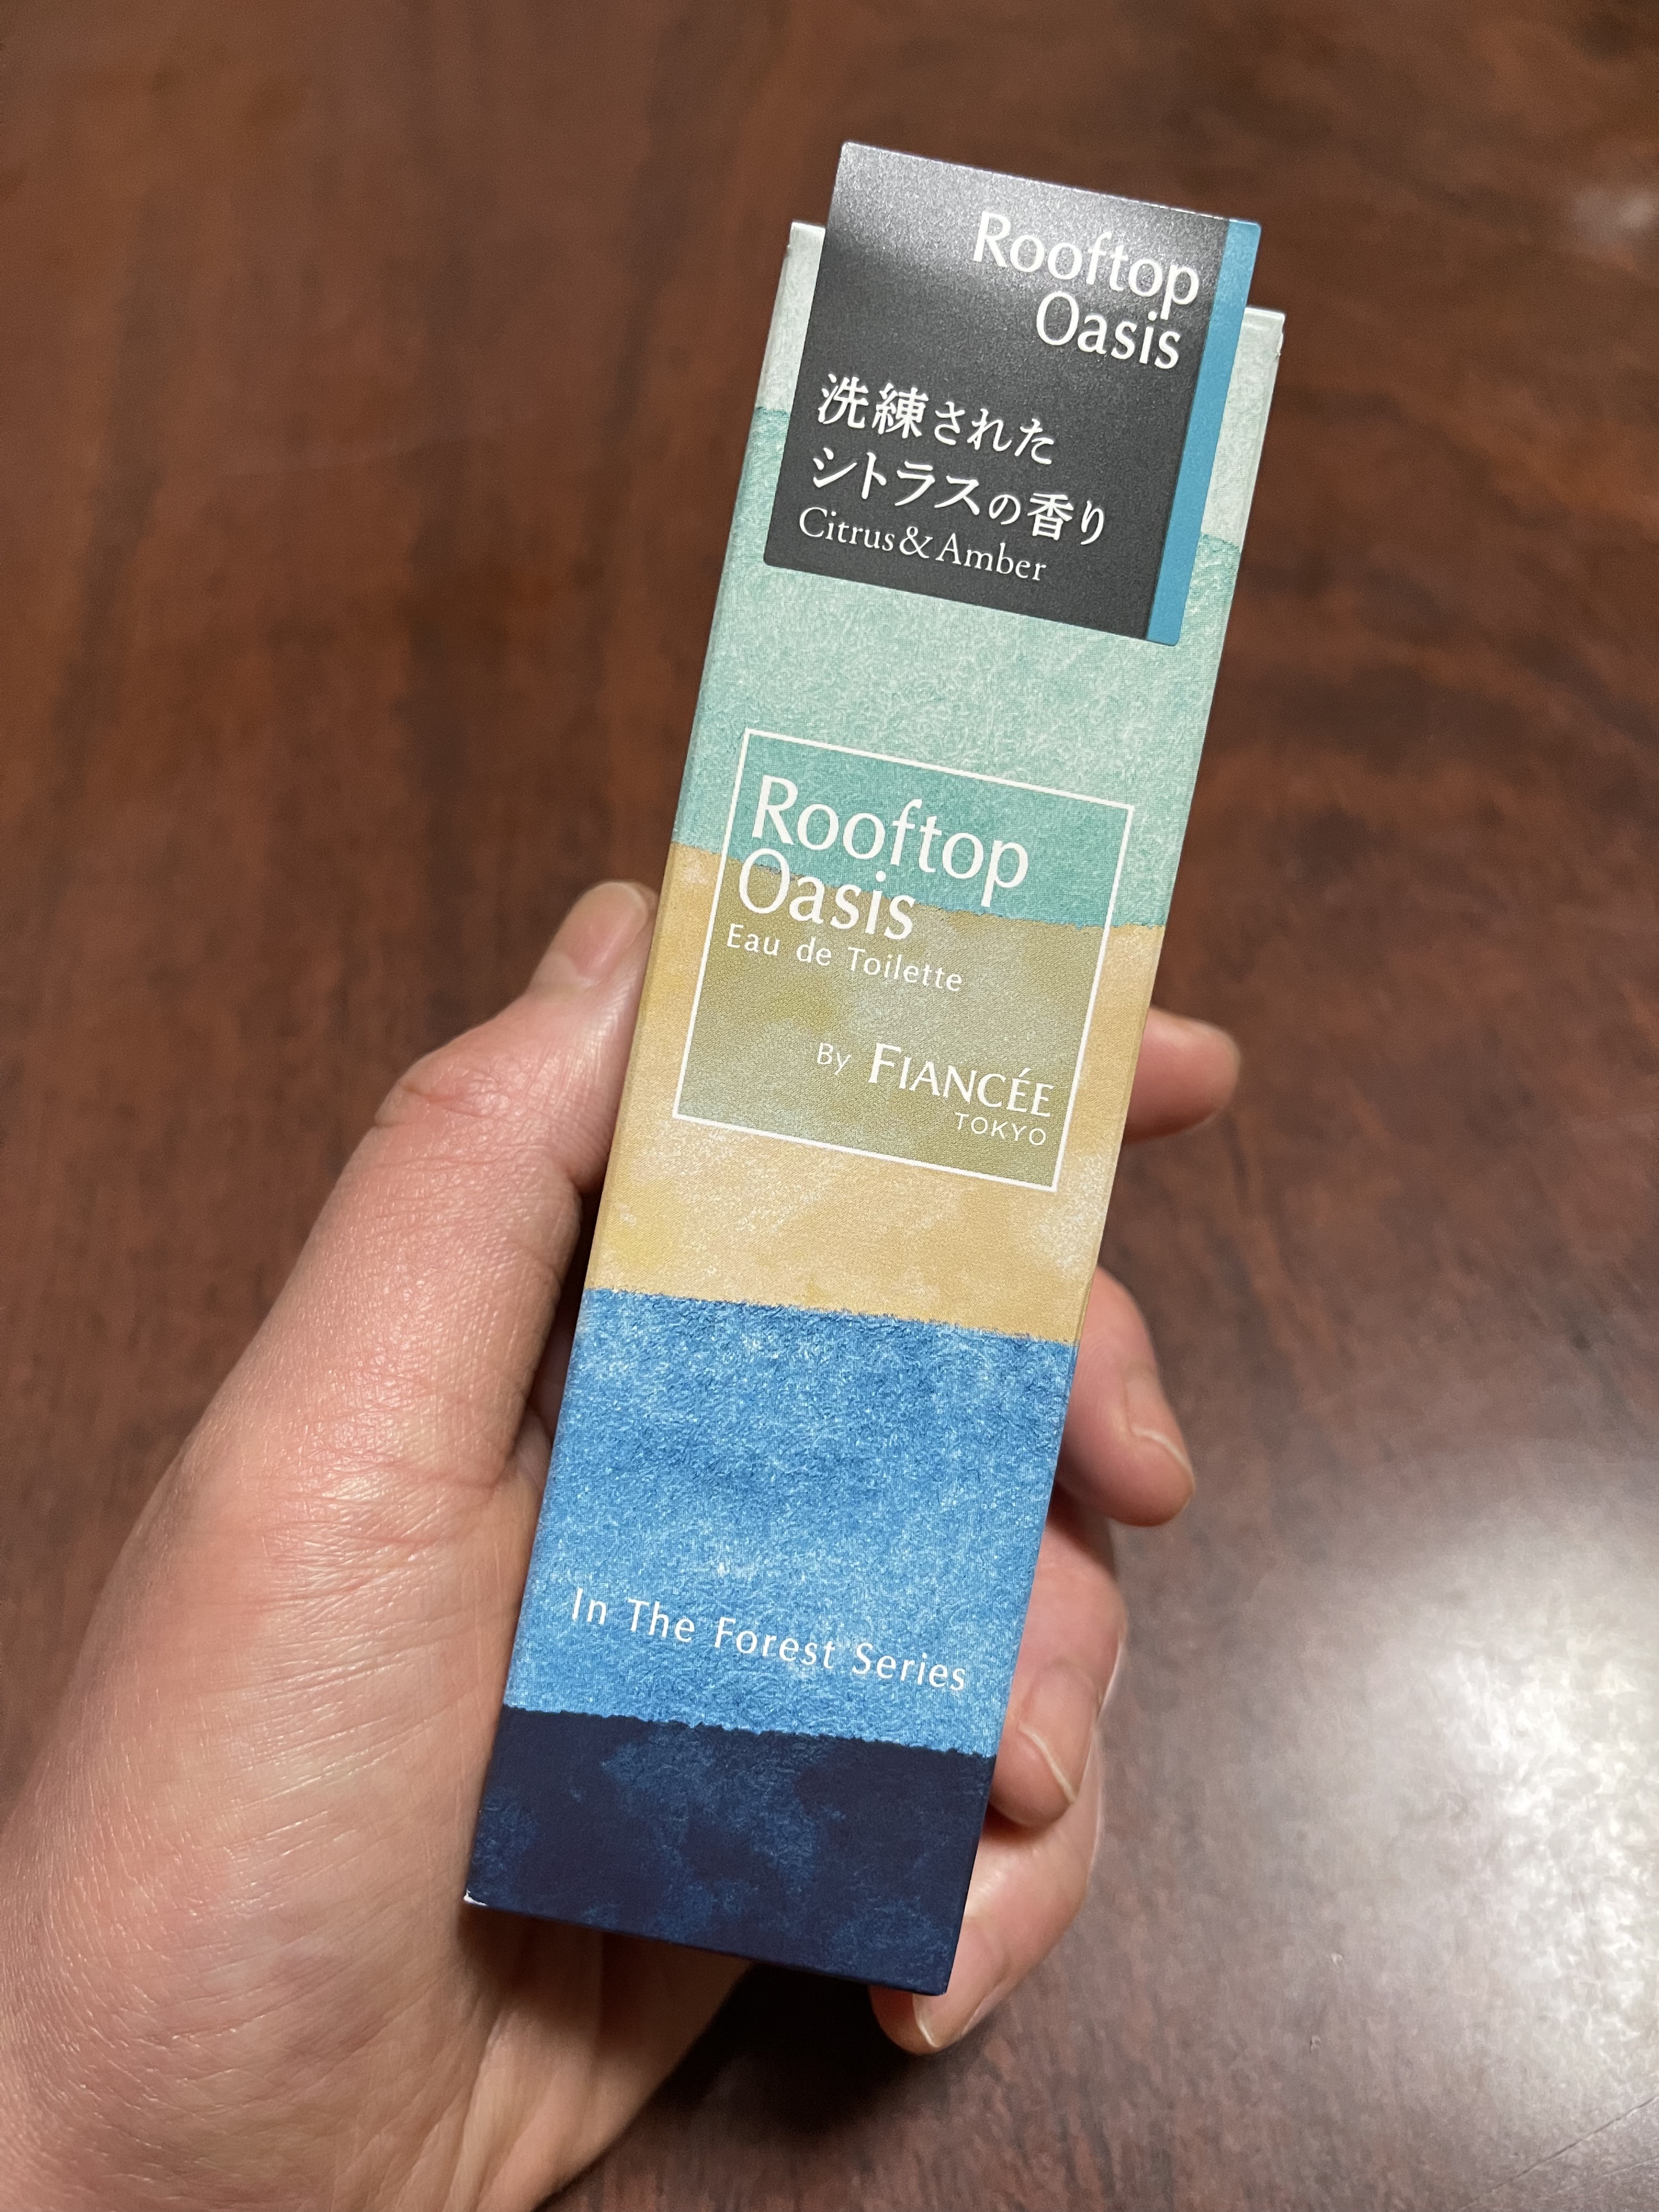 Rooftop
Oasis
洗練された
シトラスの香り
Citrus&Amber
Rooftop
Oasis
Eau de Toilette
By FIANCÉE
TOKYO
In The Forest Series